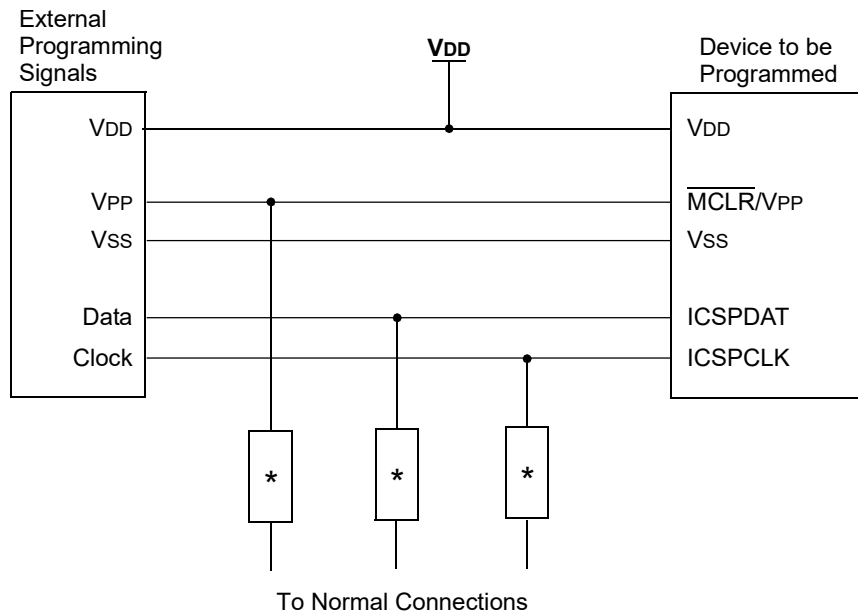 External
Programming
Signals
VDD
Device to be
Programmed
VDD
VDD
VPP
MCLR/VPP
VSS
VSS
Data
ICSPDAT
Clock
ICSPCLK
*
*
*
To Normal Connections